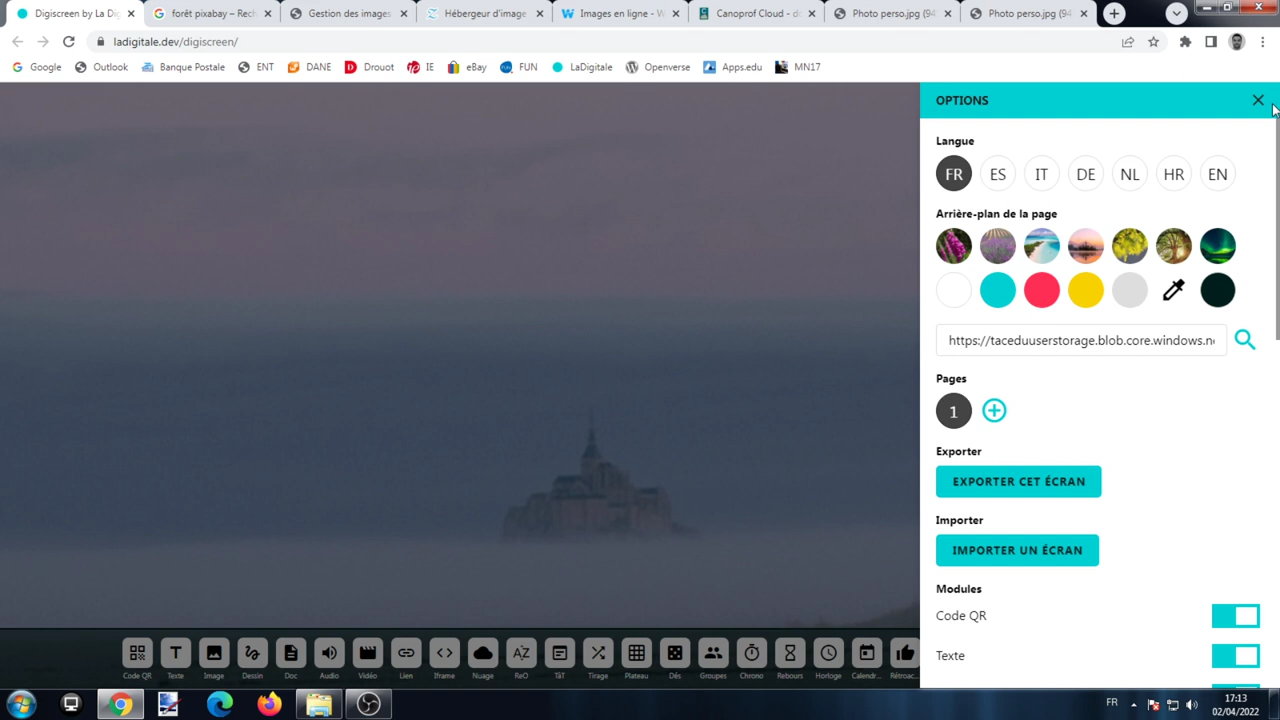 Digiscreen by La Di
forêt pixabay – Rech
Gestion des images
Héberg
Images en ligne - W
Canoprof Cloud - d
Photo perso.jpg (94
Photo perso.jpg (94
ladigitale.dev/digiscreen/
Google
Outlook
Banque Postale
ENT
DANE
Drouot
IE
eBay
FUN
LaDigitale
Openverse
Apps.edu
MN17
OPTIONS
Langue
FR ES IT DE NL HR EN
Arrière-plan de la page
https://taceduuserstorage.blob.core.windows.n
Pages
1
Exporter
EXPORTER CET ÉCRAN
Importer
IMPORTER UN ÉCRAN
Modules
Code QR
Texte
Code QR
Texte
Image
Dessin
Doc
Audio
Vidéo
Lien
Iframe
Nuage
ReO
T&T
Tirage
Plateau
Dés
Groupes
Chrono
Rebours
Horloge
Calendr...
Rétroac...
FR
17:13
02/04/2022